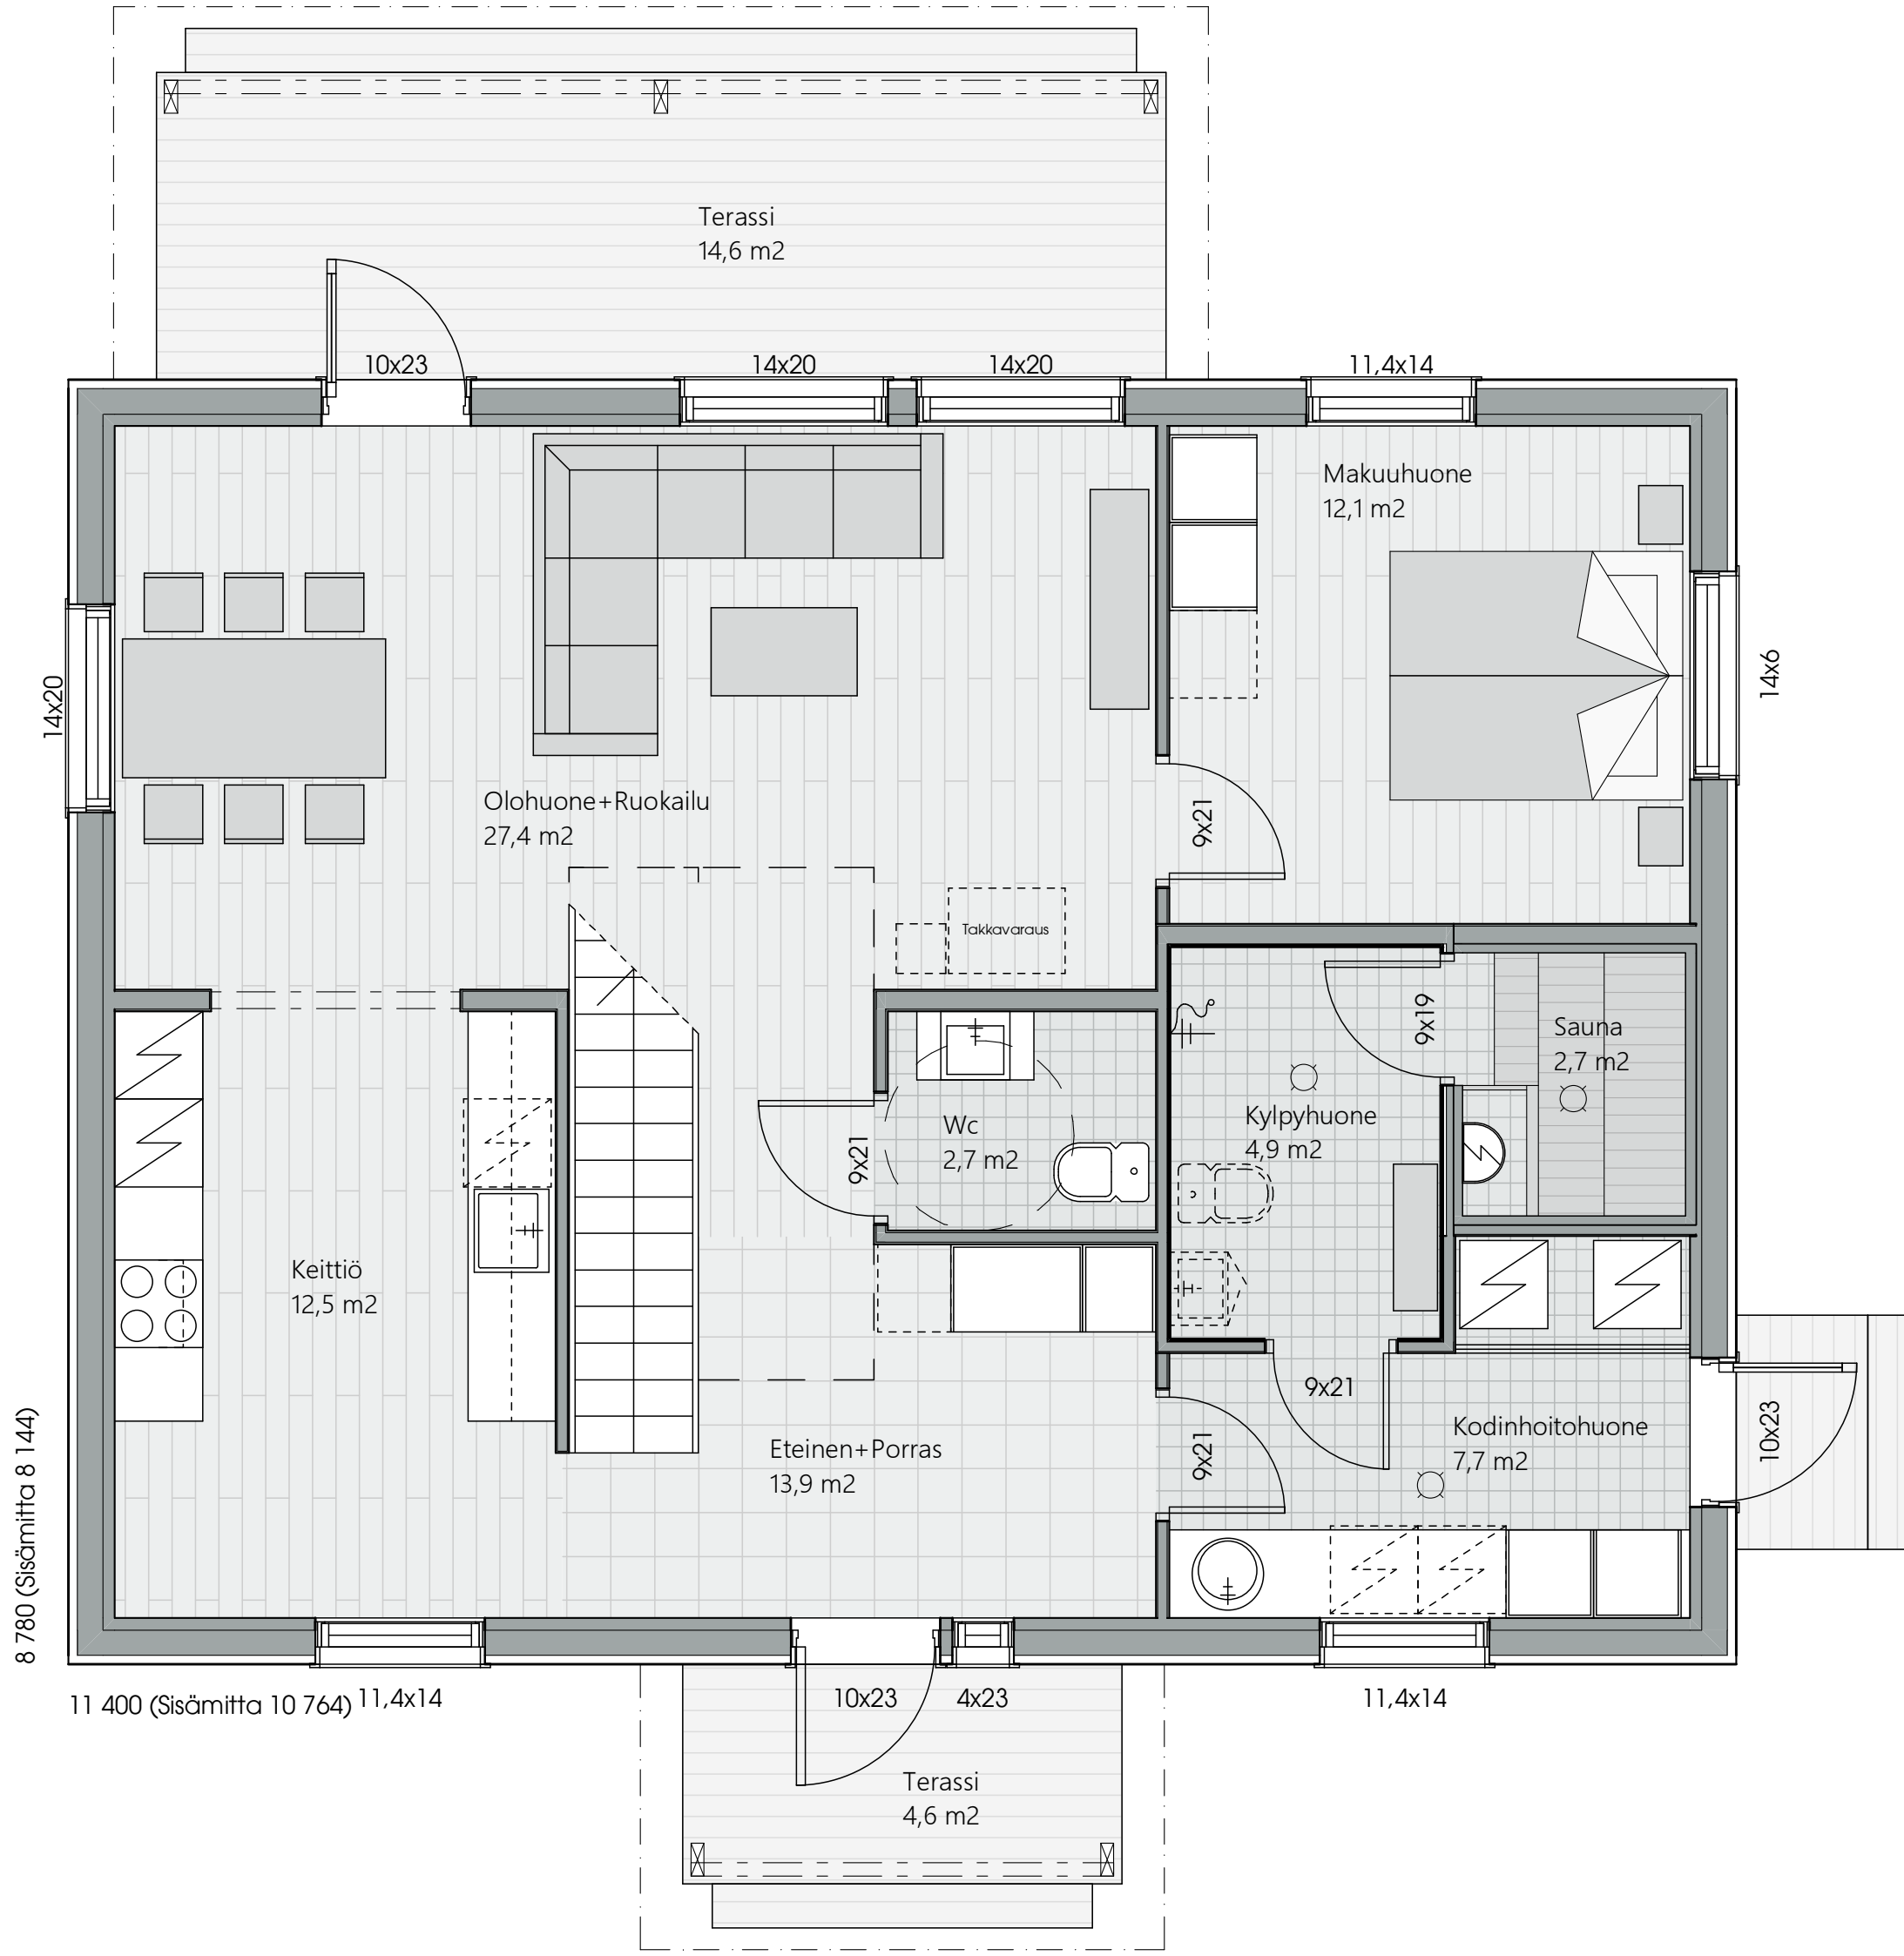 Terassi
14,6 m2
10x23
14x20
14x20
11,4x14
Makuuhuone
12,1 m2
14x20
14x6
Olohuone+Ruokailu
27,4 m2
9x21
Takkavaraus
9x19
Sauna
2,7 m2
Wc
2,7 m2
9x21
Kylpyhuone
4,9 m2
Keittiö
12,5 m2
9x21
Eteinen+Porras
13,9 m2
9x21
Kodinhoitohuone
7,7 m2
10x23
8 780 (Sisämitta 8 144)
11 400 (Sisämitta 10 764)
11,4x14
10x23
4x23
11,4x14
Terassi
4,6 m2